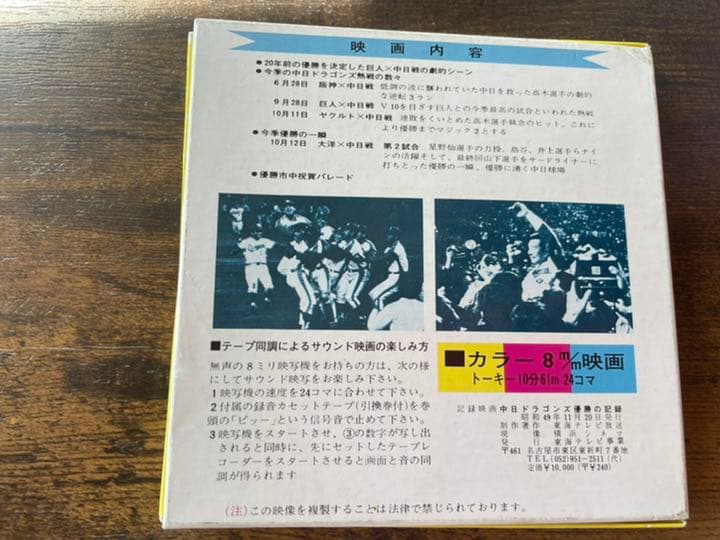 映画内容
●20年前の優勝を決定した巨人×中日戦の劇的シーン
●今季の中日ドラゴンズ熱戦の数々
6月28日 阪神×中日戦 低調の波に襲われていた中日を救った高木選手の劇的
な逆転3ラン
9月28日 巨人×中日戦 V10を目ざす巨人との今季最高の試合といわれた熱戦
10月11日 ヤクルト×中日戦 連敗をくいとめた高木選手執念のヒット、これに
より優勝までマジック2とする
●今季優勝の一瞬
10月12日 大洋×中日戦 第2試合 星野仙選手の力投、島谷、井上選手らナイ
ンの活躍そして、最終回山下選手をサードライナーに
打ちとった優勝の一瞬、優勝に湧く中日球場
●優勝市中祝賀パレード
■テープ同調によるサウンド映画の楽しみ方
無声の8ミリ映写機をお持ちの方は、次の様
にしてサウンド映写をお楽しみ下さい。
1映写機の速度を24コマに合わせて下さい。
2付属の録音カセットテープ(引換券付)を巻
頭の「ピッー」という信号音で止めて下さい。
3映写機をスタートさせ、③の数字が写し出
されると同時に、先にセットしたテープレ
コーダーをスタートさせると画面と音の同
調が得られます
■カラー8m/m映画
トーキー10分61m24コマ
記録映画 中日ドラゴンズ優勝の記録
昭和49年11月20日発行
制作著作 東海テレビ放送
現像 横浜シネマ
発行 東海テレビ事業
〒461 名古屋市東区東新町7番地
TEL(052)951-2511(代)
定価¥10,000(〒¥240)
(注)この映像を複製することは法律で禁じられております。